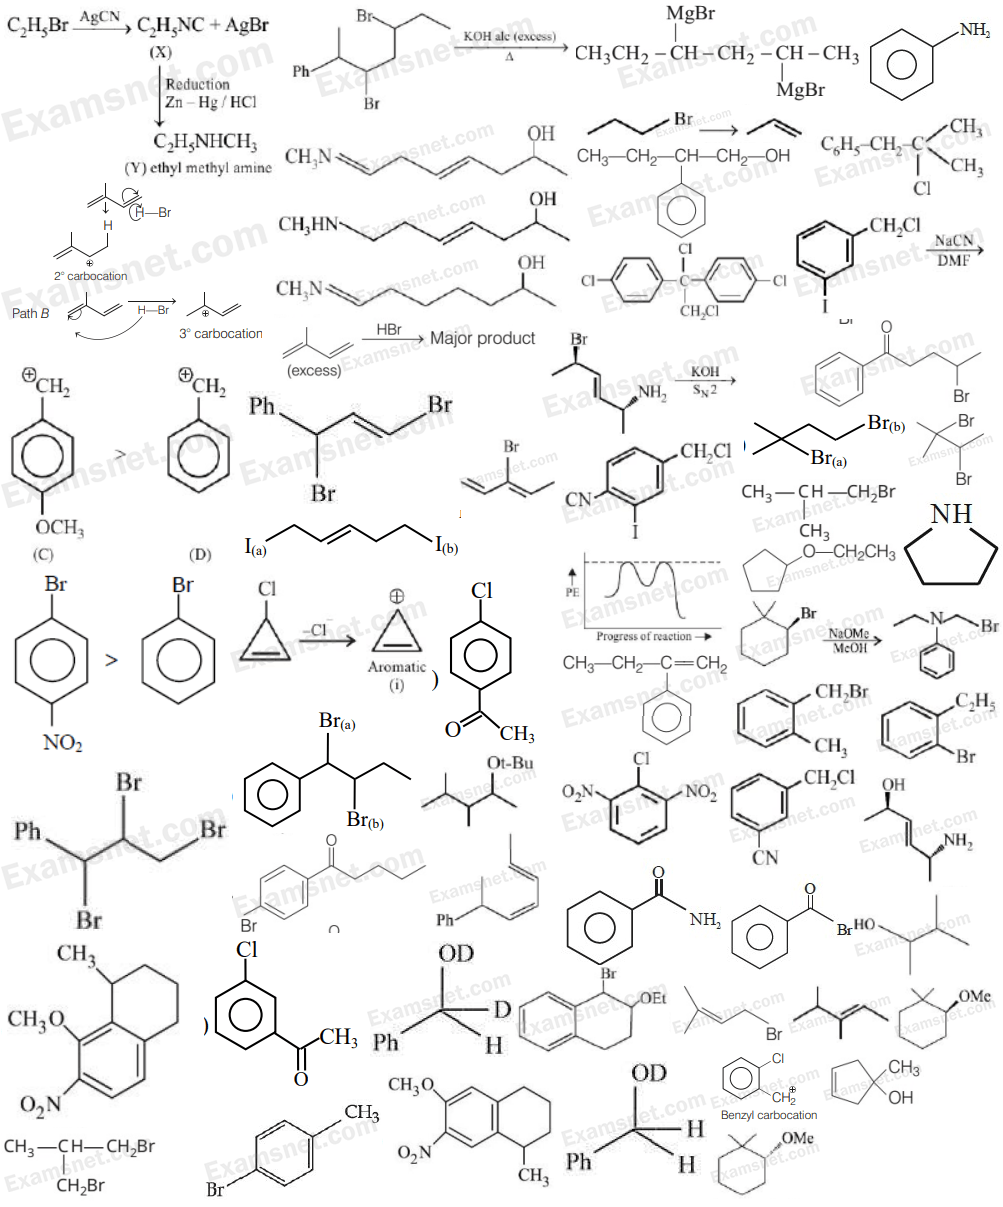 C₂H₅Br —AgCN→ C₂H₅NC + AgBr
(X)
Reduction
Zn – Hg / HCl
C₂H₅NHCH₃
(Y) ethyl methyl amine
Br
Ph
Br
KOH alc (excess)
Δ
MgBr
CH₃CH₂ – CH – CH₂ – CH – CH₃
MgBr
NH₂
CH₃N
OH
Br
CH₃—CH₂—CH—CH₂—OH
C₆H₅–CH₂–C
CH₃
CH₃
Cl
H—Br
H
2° carbocation
Path B
H—Br
3° carbocation
CH₃HN
OH
CH₃N
OH
Cl
Cl
Cl
CH₂Cl
CH₂Cl
I
NaCN
DMF
HBr
Major product
(excess)
Br
NH₂
KOH
S_N2
Br
O
Br
CH₂
OCH₃
(C)
>
CH₂
(D)
Ph
Br
Br
Br
CH₂Cl
CN
I
Br(b)
Br(a)
Br
Br
CH₃—CH—CH₂Br
CH₃
NH
I(a)
I(b)
PE
Progress of reaction
O—CH₂CH₃
Br
NO₂
>
Br
Cl
–Cl⁻
Aromatic
(i)
)
Cl
O
CH₃
Br
NaOMe
MeOH
N
Br
CH₃—CH₂—C=CH₂
CH₂Br
CH₃
C₂H₅
Br
Br(a)
Br(b)
Ot-Bu
Cl
O₂N
NO₂
CH₂Cl
CN
OH
NH₂
Br
Ph
Br
Br
O
Br
O
Ph
O
NH₂
O
Br
HO
CH₃
CH₃O
O₂N
Cl
)
CH₃
O
OD
D
Ph
H
Br
OEt
Br
OMe
Cl
CH₂
Benzyl carbocation
CH₃
OH
CH₃—CH—CH₂Br
CH₂Br
CH₃
Br
CH₃O
O₂N
CH₃
OD
H
Ph
H
OMe
Examsnet.com